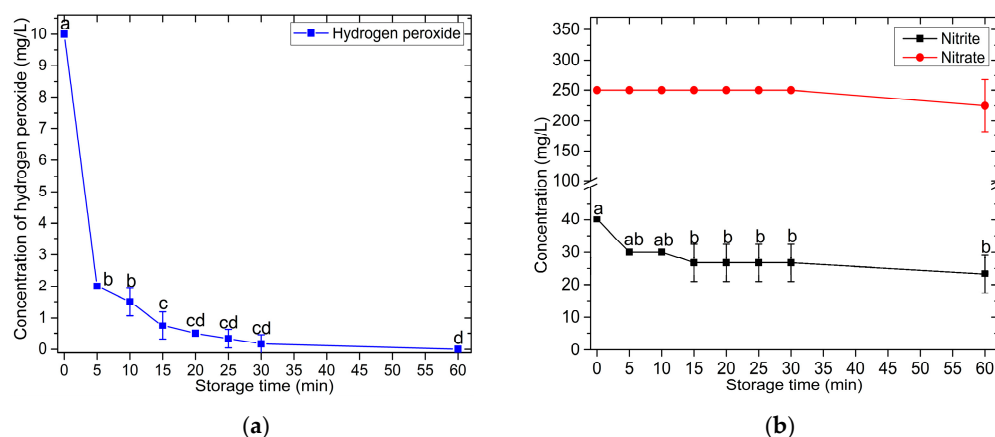 a
10
9
8
7
6
5
4
3
2
1
0
Concentration of hydrogen peroxide (mg/L)
Hydrogen peroxide
b
b
c
cd
cd
cd
d
0 5 10 15 20 25 30 35 40 45 50 55 60
Storage time (min)
(a)
350
300
250
200
150
100
40
30
20
10
0
Concentration (mg/L)
Nitrite
Nitrate
a
ab ab b b b b b
0 5 10 15 20 25 30 35 40 45 50 55 60
Storage time (min)
(b)